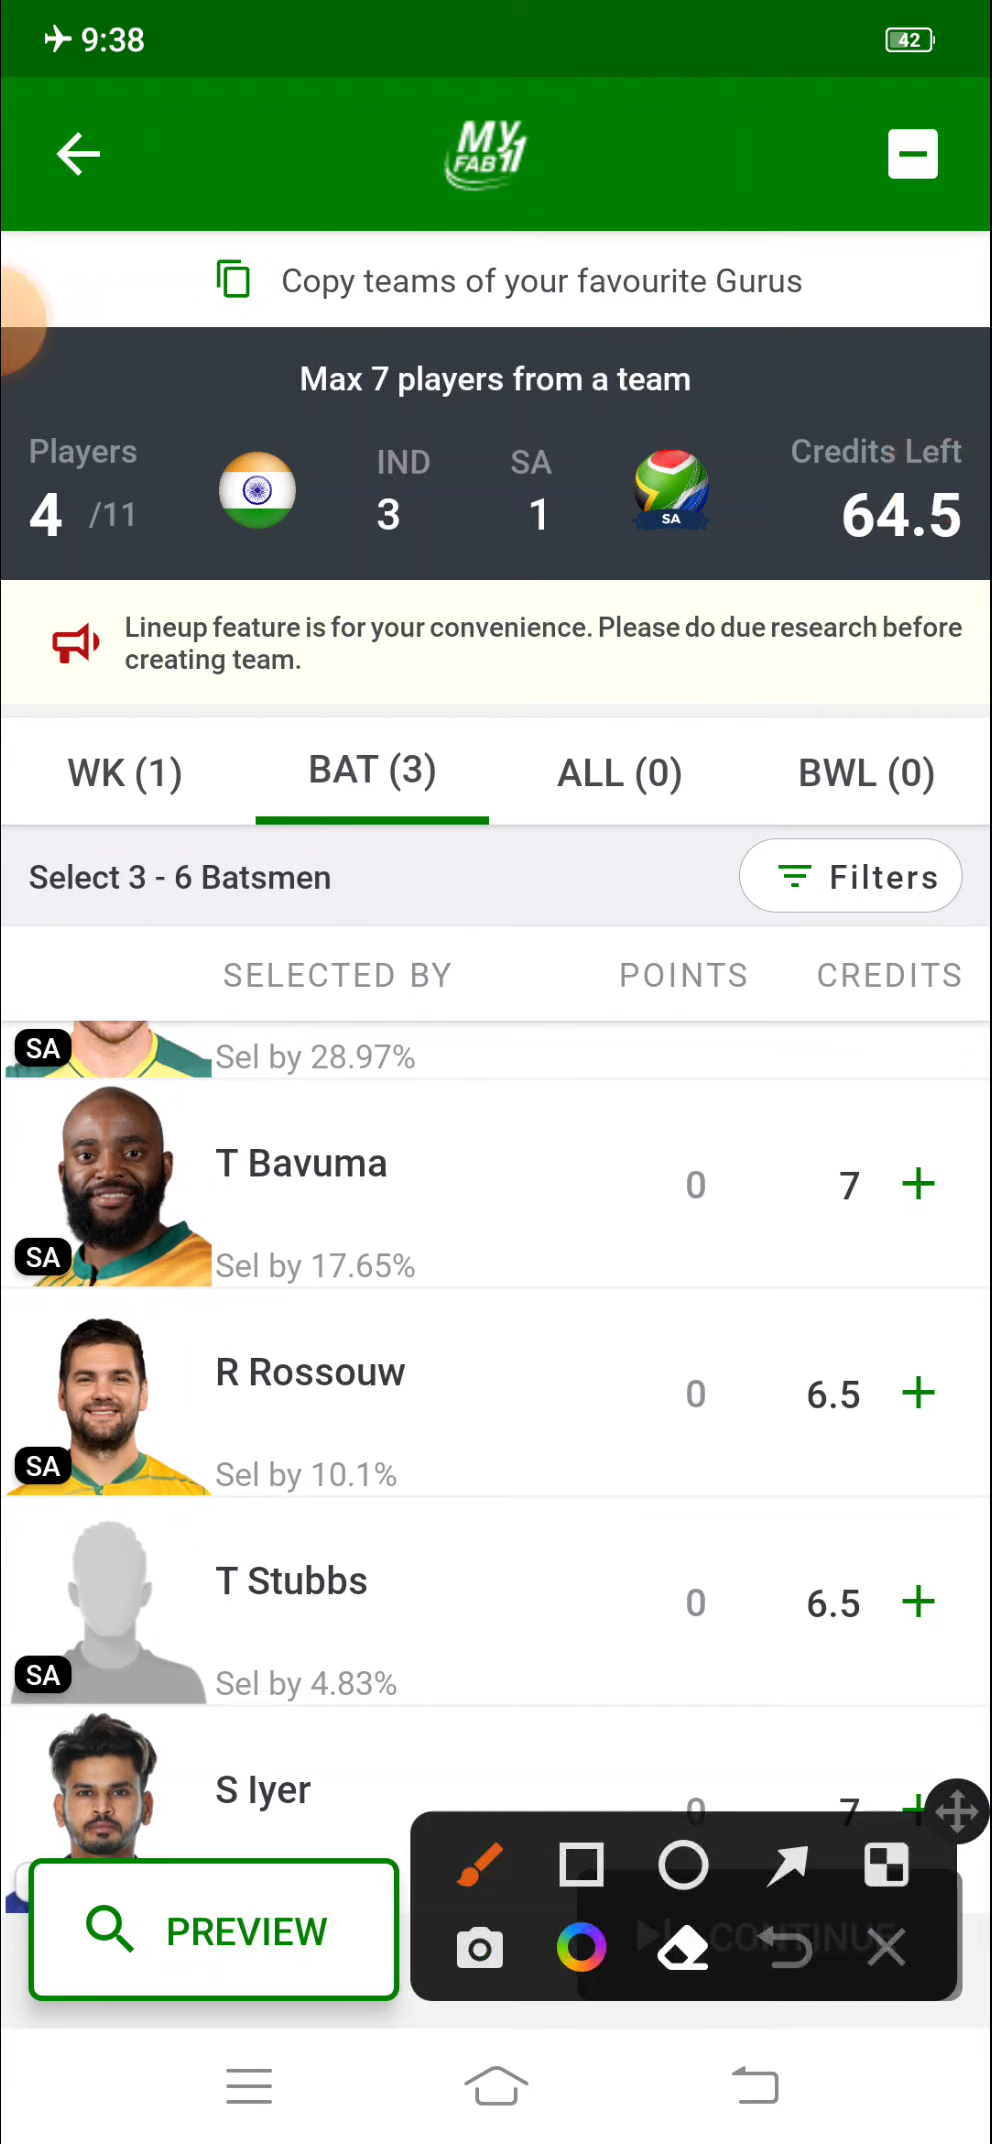 9:38
42
MY
FAB11
Copy teams of your favourite Gurus
Max 7 players from a team
Players
IND
SA
Credits Left
4 /11
3
1
SA
64.5
Lineup feature is for your convenience. Please do due research before
creating team.
WK (1)
BAT (3)
ALL (0)
BWL (0)
Select 3 - 6 Batsmen
Filters
SELECTED BY
POINTS
CREDITS
SA
Sel by 28.97%
T Bavuma
0
7
SA
Sel by 17.65%
R Rossouw
0
6.5
SA
Sel by 10.1%
T Stubbs
0
6.5
SA
Sel by 4.83%
S Iyer
0
7
PREVIEW
CONTINUE